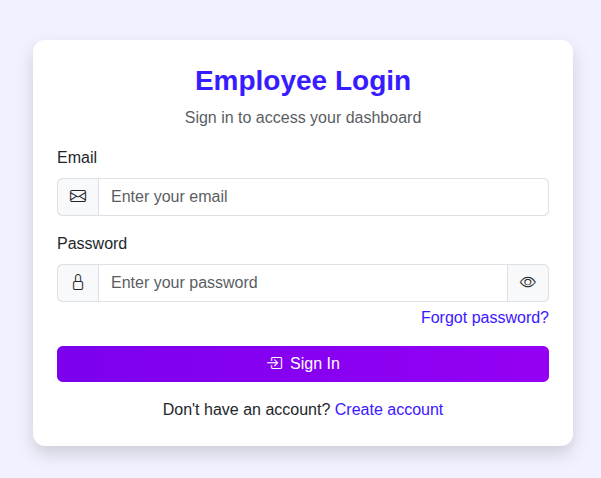 Employee Login
Sign in to access your dashboard
Email
Enter your email
Password
Enter your password
Forgot password?
Sign In
Don't have an account? Create account